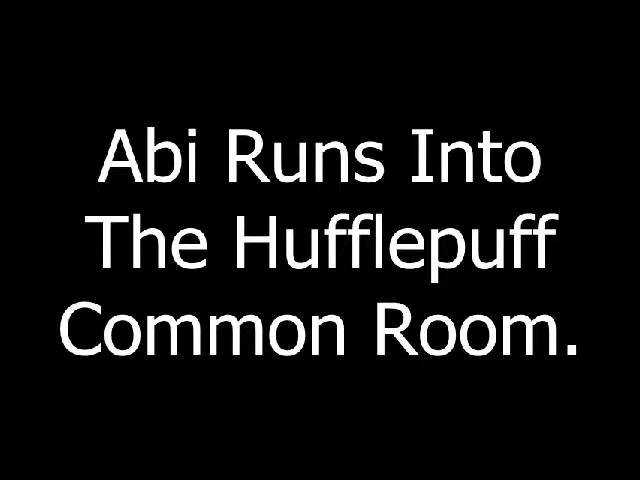 Abi Runs Into
The Hufflepuff
Common Room.